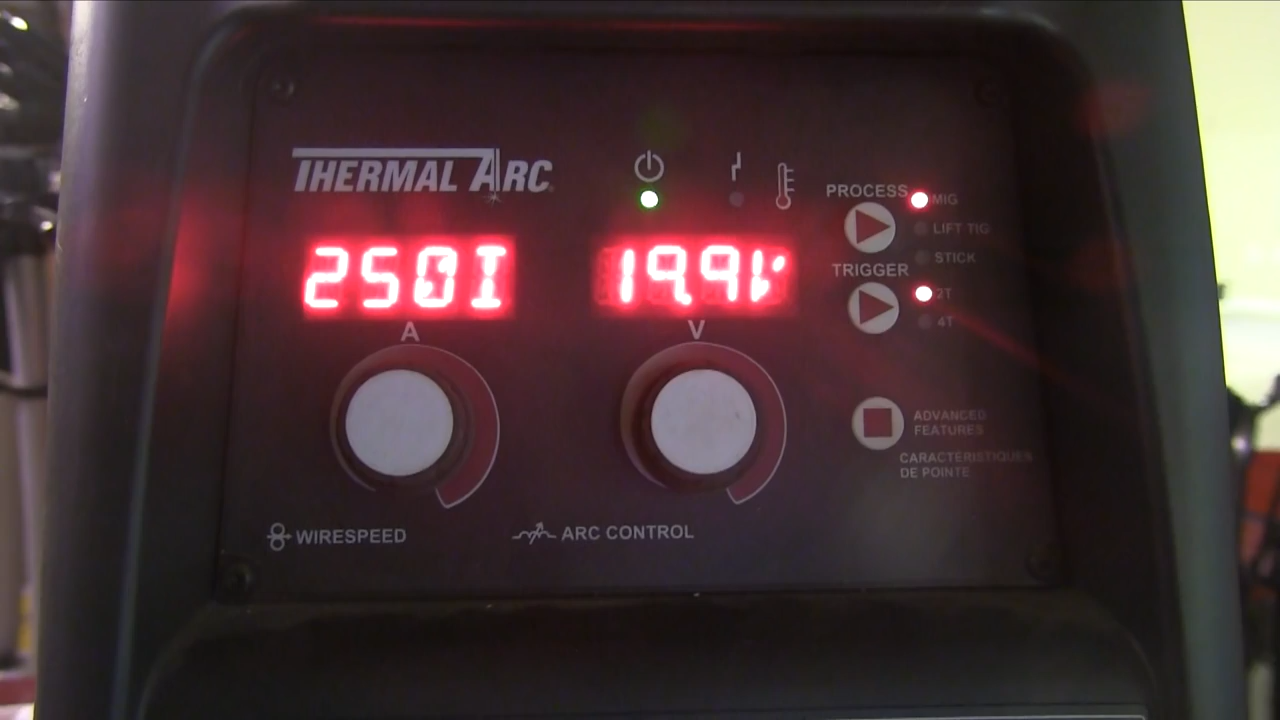 THERMAL ARC
PROCESS
MIG
LIFT TIG
STICK
TRIGGER
2T
4T
250I
19.9V
A
V
ADVANCED
FEATURES
CARACTÉRISTIQUES
DE POINTE
WIRESPEED
ARC CONTROL